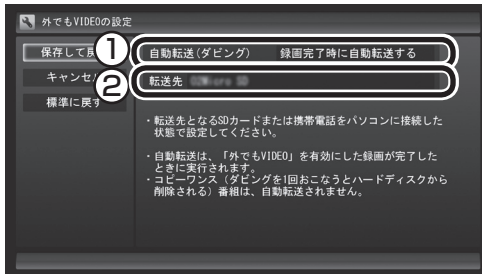 外でもVIDEOの設定
保存して戻
①
自動転送(ダビング) 録画完了時に自動転送する
キャンセル
②
転送先
標準に戻す
・転送先となるSDカードまたは携帯電話をパソコンに接続した
状態で設定してください。
・自動転送は、「外でもVIDEO」を有効にした録画が完了した
ときに実行されます。
・コピーワンス(ダビングを1回おこなうとハードディスクから
削除される)番組は、自動転送されません。